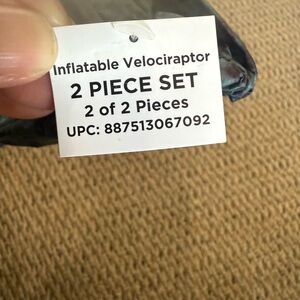 Inflatable Velociraptor
2 PIECE SET
2 of 2 Pieces
UPC: 887513067092